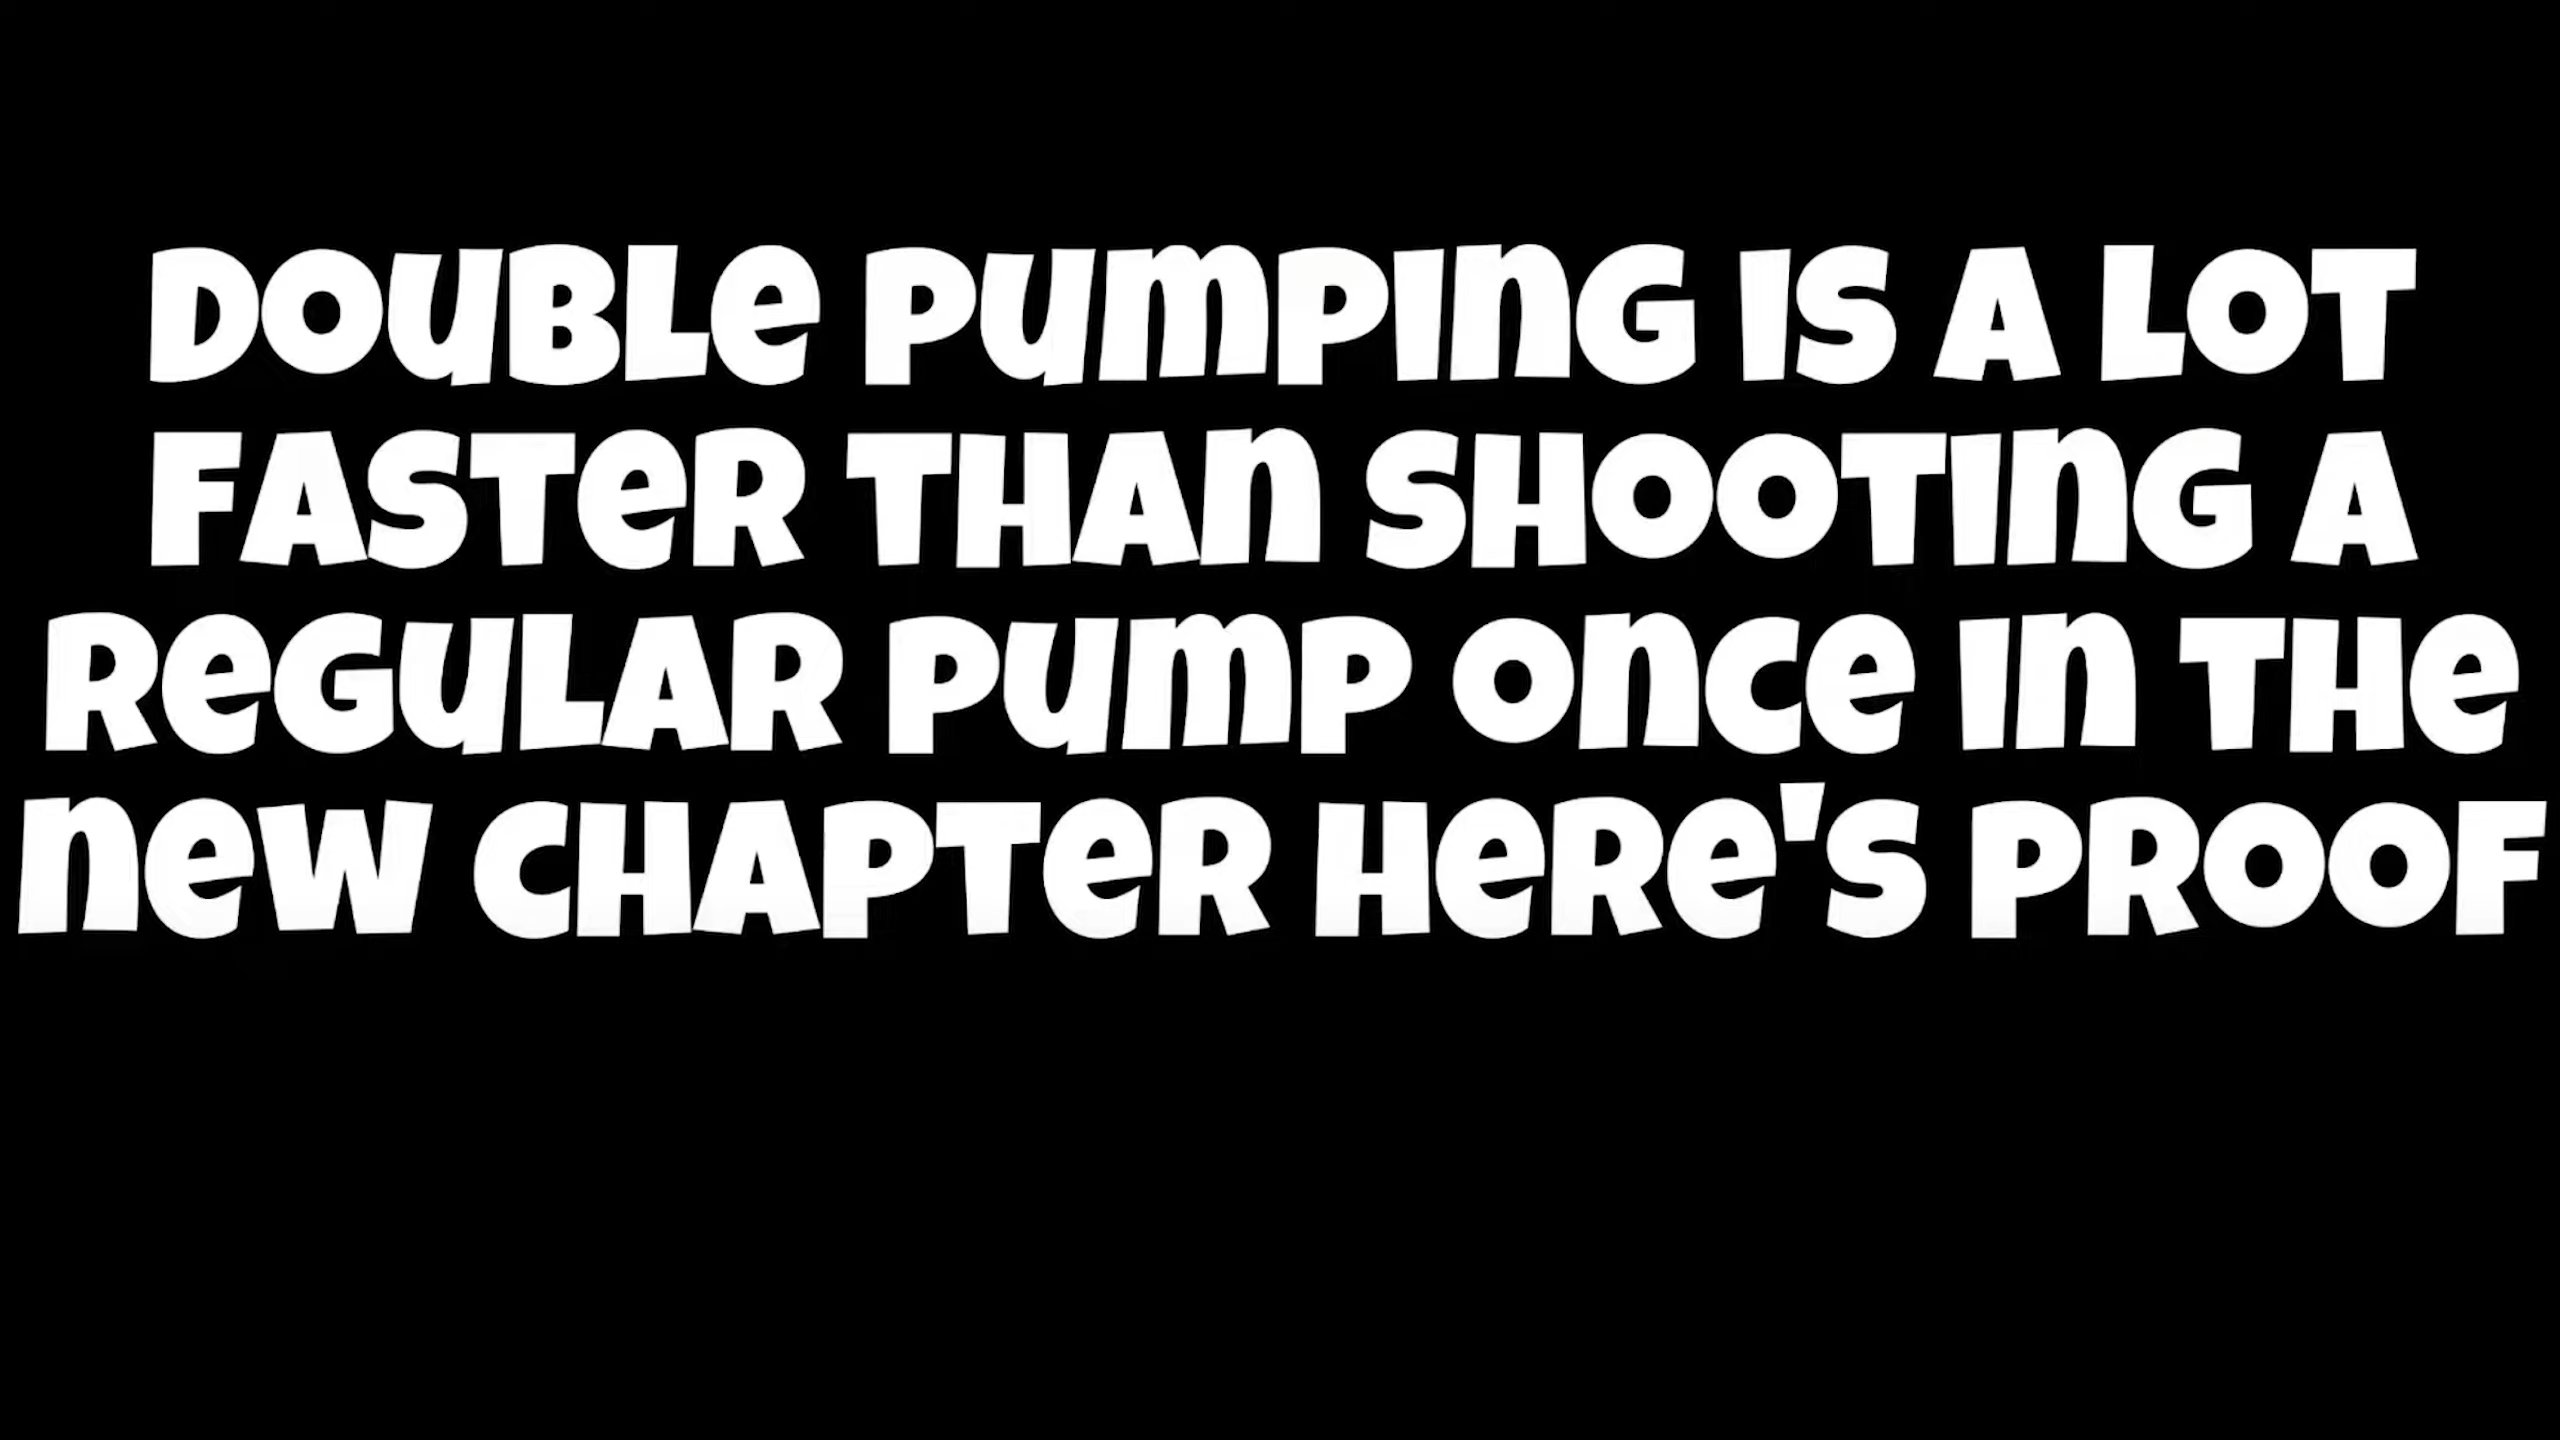 DOUBLE PUMPING IS A LOT
FASTER THAN SHOOTING A
REGULAR PUMP ONCE IN THE
NEW CHAPTER HERE'S PROOF